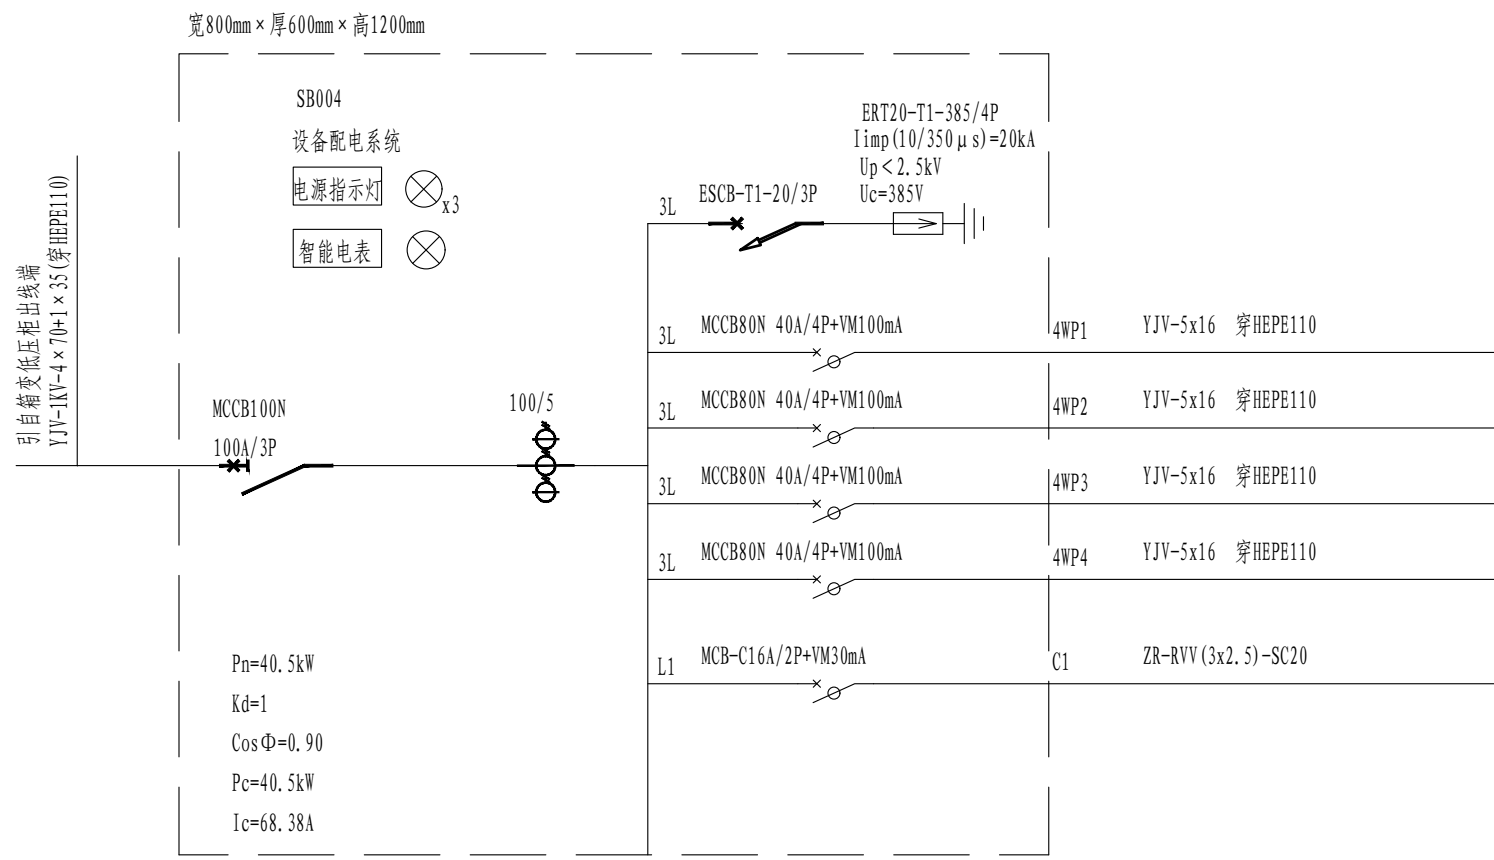 宽800mm×厚600mm×高1200mm
SB004
设备配电系统
电源指示灯
x3
智能电表
引自箱变低压柜出线端
YJV-1KV-4×70+1×35(穿HEPE110)
MCCB100N
100A/3P
100/5
3L
ESCB-T1-20/3P
ERT20-T1-385/4P
Iimp(10/350μs)=20kA
Up<2.5kV
Uc=385V
3L
MCCB80N 40A/4P+VM100mA
4WP1
YJV-5x16 穿HEPE110
3L
MCCB80N 40A/4P+VM100mA
4WP2
YJV-5x16 穿HEPE110
3L
MCCB80N 40A/4P+VM100mA
4WP3
YJV-5x16 穿HEPE110
3L
MCCB80N 40A/4P+VM100mA
4WP4
YJV-5x16 穿HEPE110
L1
MCB-C16A/2P+VM30mA
C1
ZR-RVV(3x2.5)-SC20
Pn=40.5kW
Kd=1
CosΦ=0.90
Pc=40.5kW
Ic=68.38A